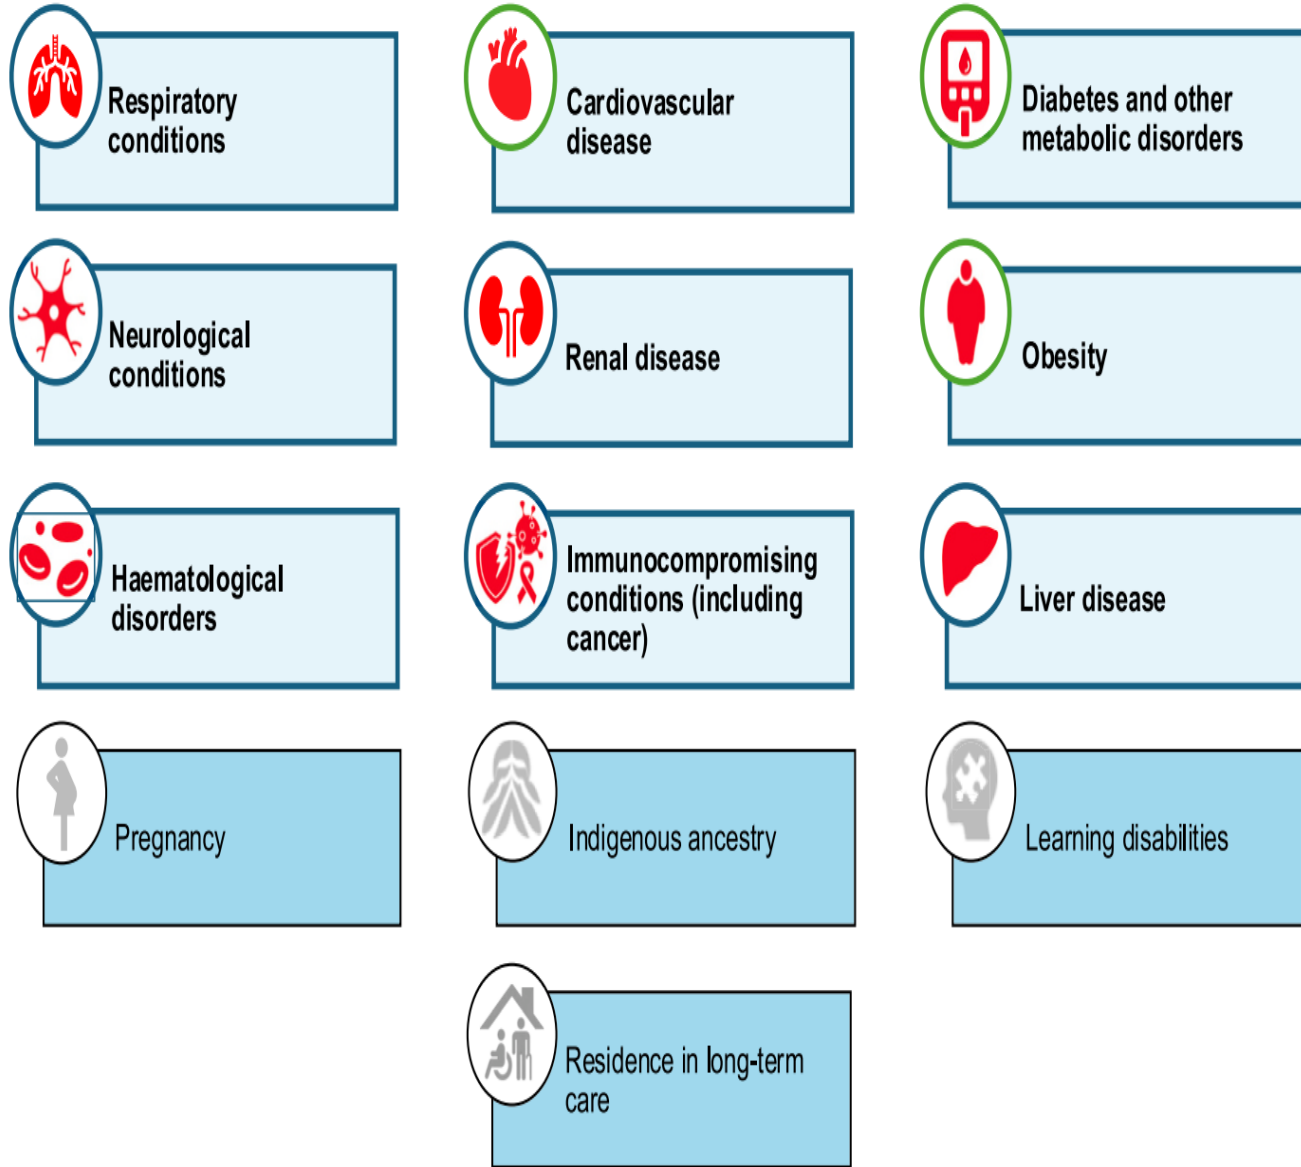 Respiratory
conditions
Cardiovascular
disease
Diabetes and other
metabolic disorders
Neurological
conditions
Renal disease
Obesity
Haematological
disorders
Immunocompromising
conditions (including
cancer)
Liver disease
Pregnancy
Indigenous ancestry
Learning disabilities
Residence in long-term
care